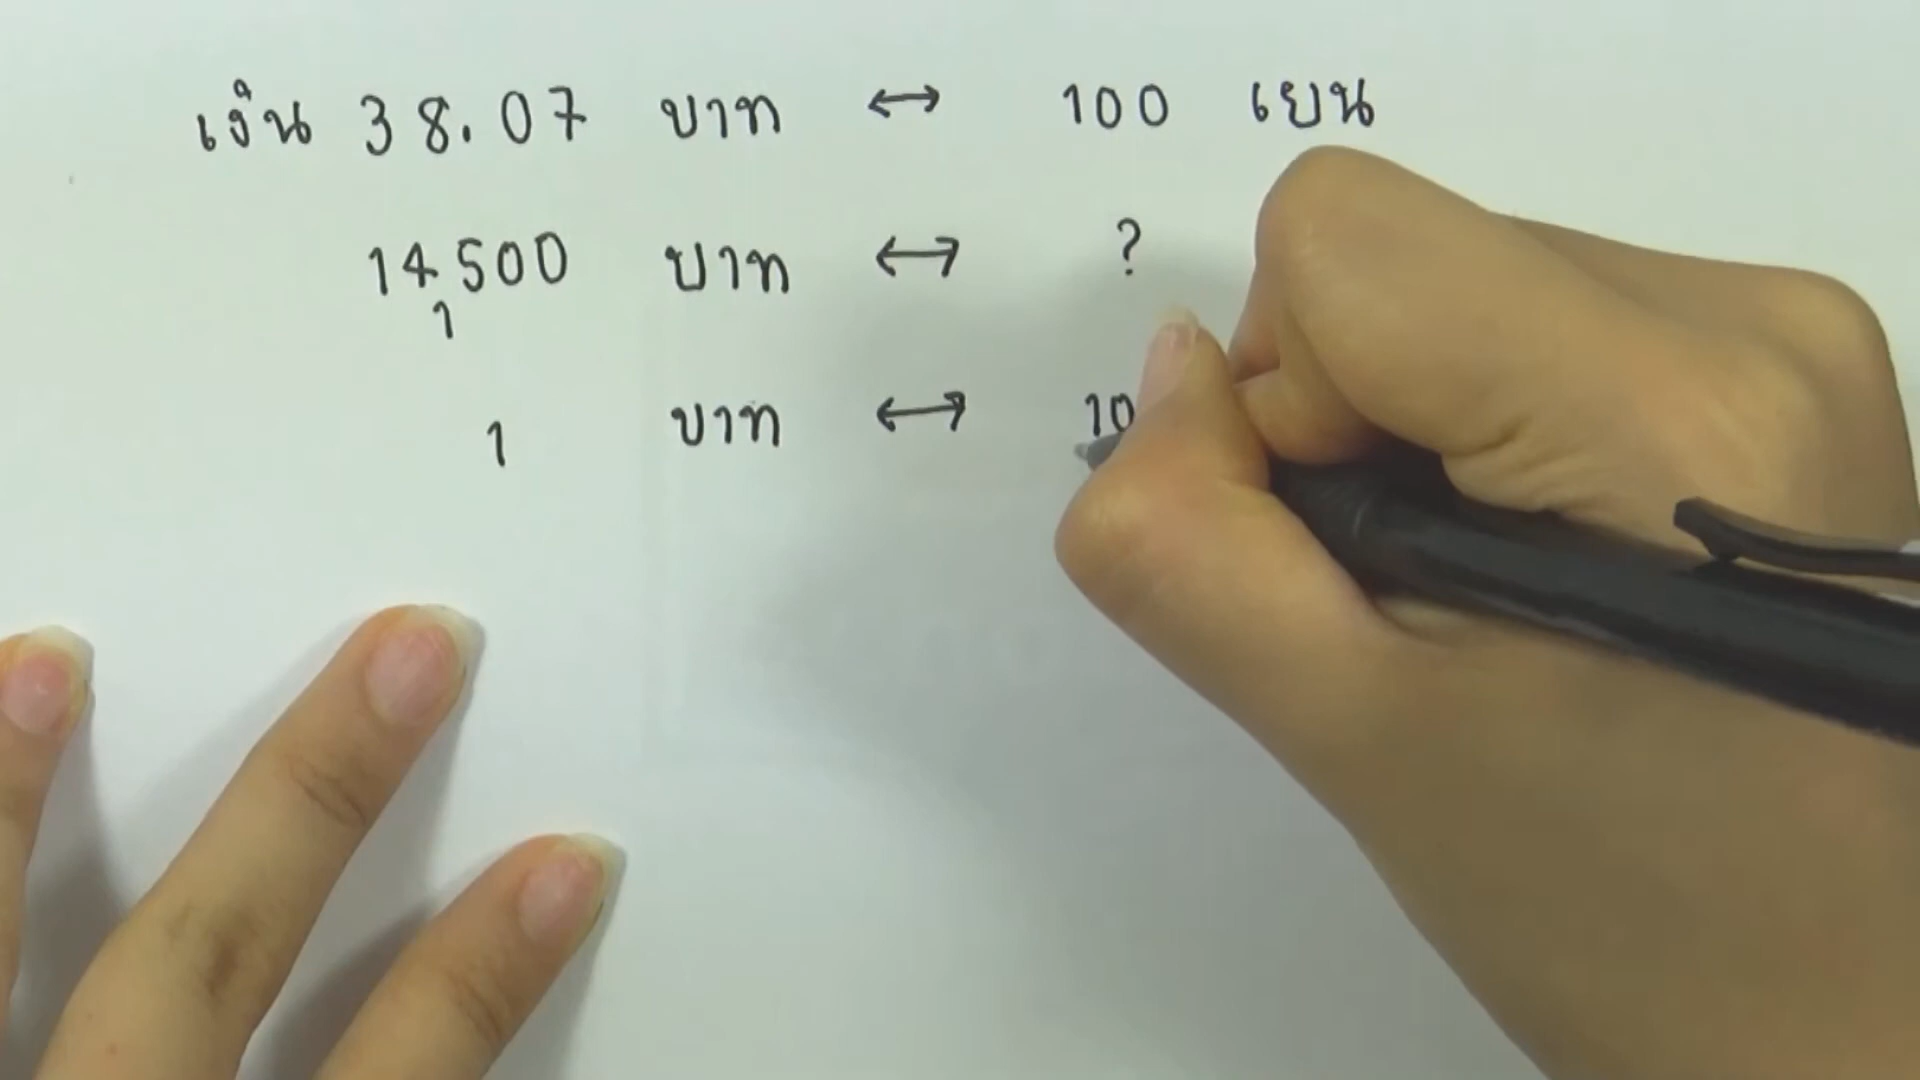 เงิน 38.07 บาท ↔ 100 เยน
14,500 บาท ↔ ?
1 บาท ↔ 10